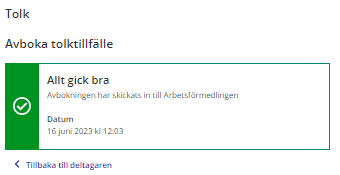 Tolk
Avboka tolktillfälle
Allt gick bra
Avbokningen har skickats in till Arbetsförmedlingen
Datum
16 juni 2023 kl 12:03
Tillbaka till deltagaren